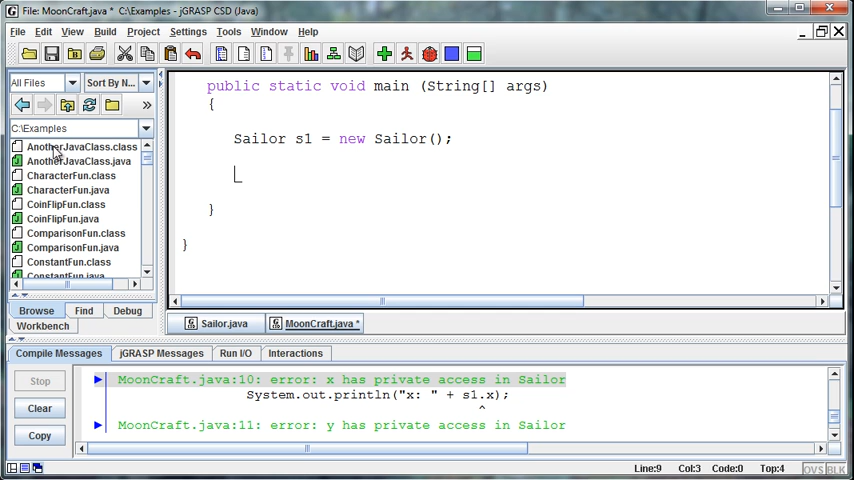 File: MoonCraft.java * C:\Examples - jGRASP CSD (Java)
File Edit View Build Project Settings Tools Window Help
All Files Sort By N...
C:\Examples
AnotherJavaClass.class
AnotherJavaClass.java
CharacterFun.class
CharacterFun.java
CoinFlipFun.class
CoinFlipFun.java
ComparisonFun.class
ComparisonFun.java
ConstantFun.class
ConstantFun.java
Browse Find Debug
Workbench
public static void main (String[] args)
{
Sailor s1 = new Sailor();
}
}
Sailor.java MoonCraft.java *
Compile Messages jGRASP Messages Run I/O Interactions
Stop
Clear
Copy
MoonCraft.java:10: error: x has private access in Sailor
System.out.println("x: " + s1.x);
^
MoonCraft.java:11: error: y has private access in Sailor
Line:9 Col:3 Code:0 Top:4 OVS BLK